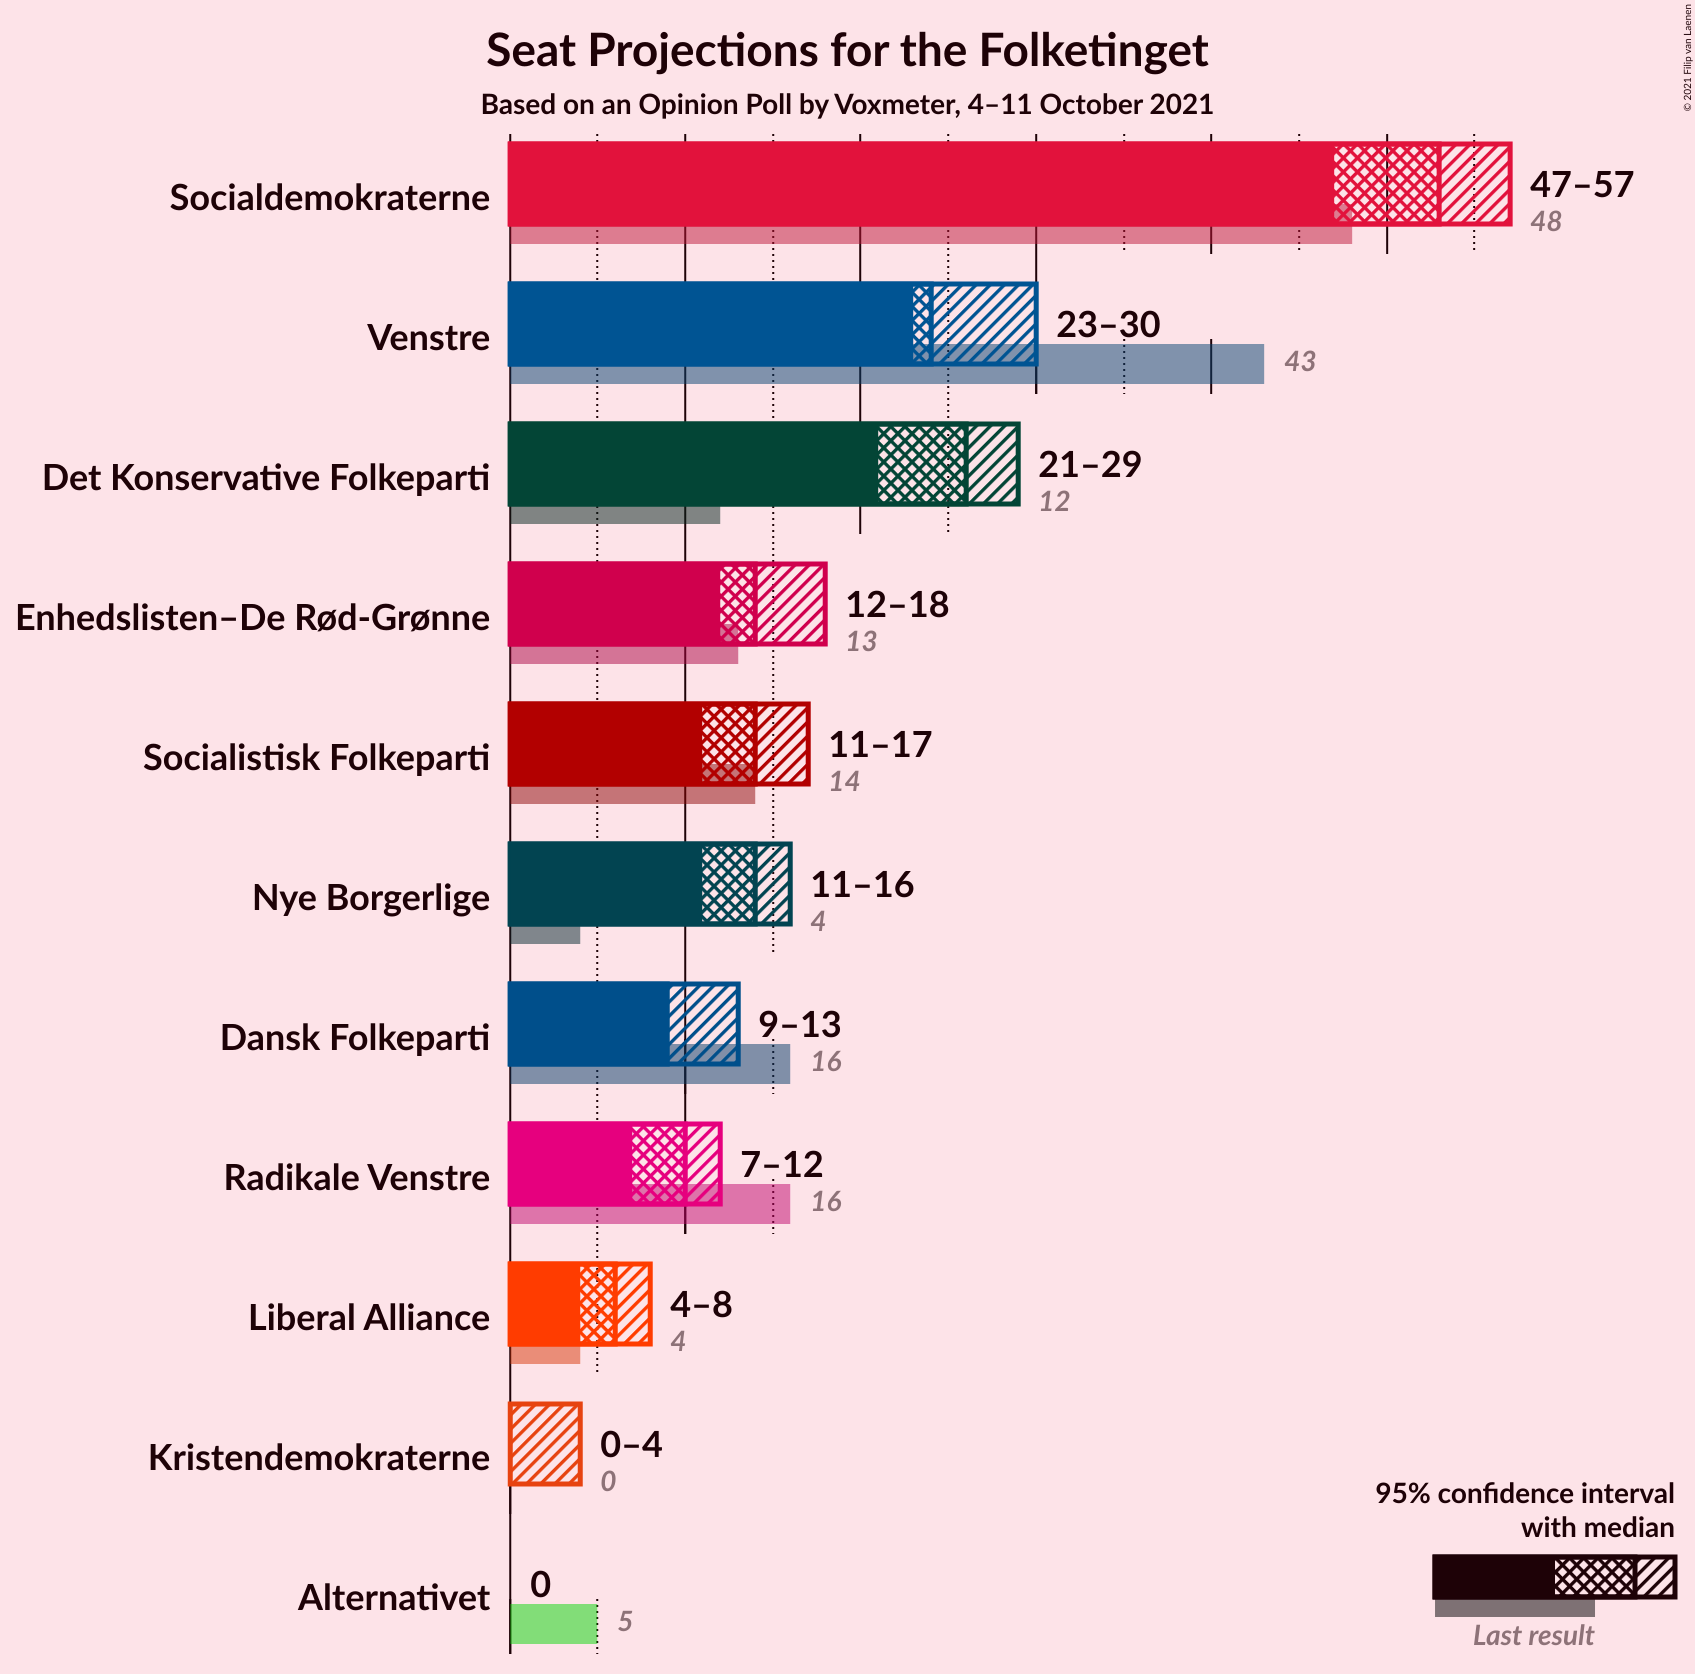 Seat Projections for the Folketinget
Based on an Opinion Poll by Voxmeter, 4–11 October 2021
© 2021 Filip van Laenen
Socialdemokraterne
47–57
48
Venstre
23–30
43
Det Konservative Folkeparti
21–29
12
Enhedslisten–De Rød-Grønne
12–18
13
Socialistisk Folkeparti
11–17
14
Nye Borgerlige
11–16
4
Dansk Folkeparti
9–13
16
Radikale Venstre
7–12
16
Liberal Alliance
4–8
4
Kristendemokraterne
0–4
0
Alternativet
0
5
95% confidence interval
with median
Last result